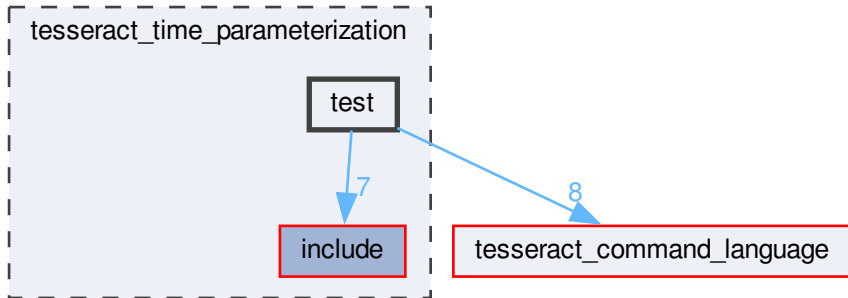 tesseract_time_parameterization
test
7
8
include
tesseract_command_language